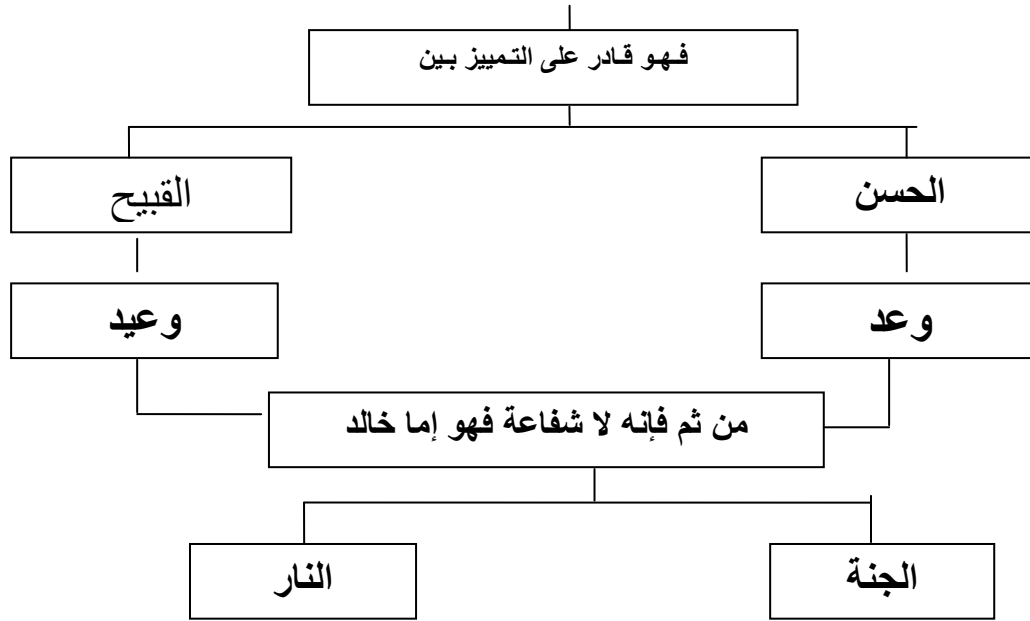 فهو قادر على التمييز بين
الحسن
القبيح
وعد
وعيد
من ثم فإنه لا شفاعة فهو إما خالد
الجنة
النار